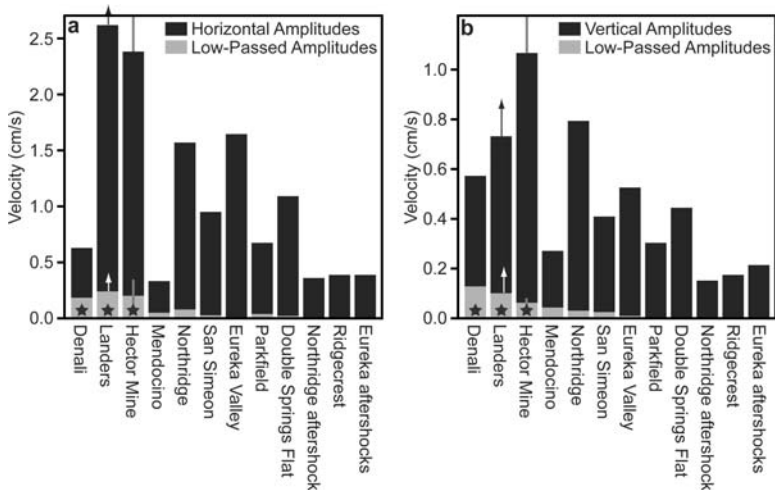 a
Horizontal Amplitudes
Low-Passed Amplitudes
Velocity (cm/s)
2.5
2.0
1.5
1.0
0.5
0.0
Denali
Landers
Hector Mine
Mendocino
Northridge
San Simeon
Eureka Valley
Parkfield
Double Springs Flat
Northridge aftershock
Ridgecrest
Eureka aftershocks
b
Vertical Amplitudes
Low-Passed Amplitudes
Velocity (cm/s)
1.0
0.8
0.6
0.4
0.2
0.0
Denali
Landers
Hector Mine
Mendocino
Northridge
San Simeon
Eureka Valley
Parkfield
Double Springs Flat
Northridge aftershock
Ridgecrest
Eureka aftershocks